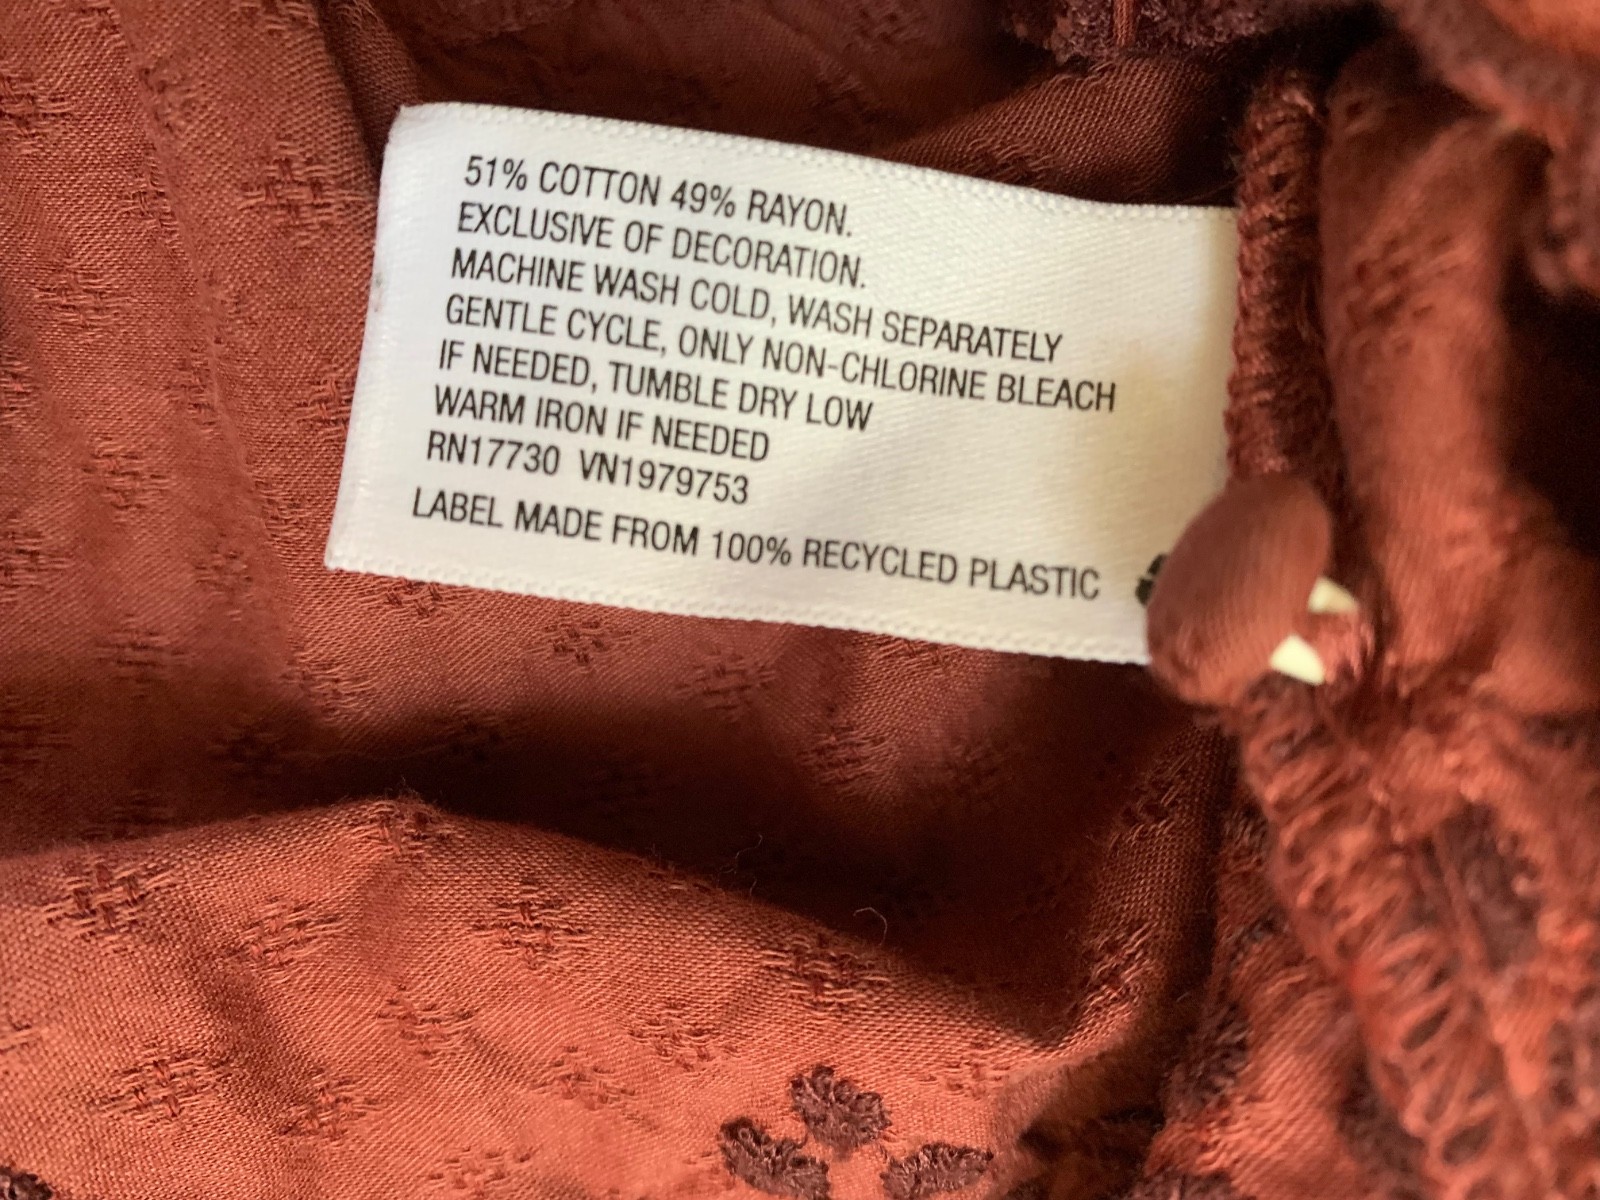 51% COTTON 49% RAYON.
EXCLUSIVE OF DECORATION.
MACHINE WASH COLD, WASH SEPARATELY
GENTLE CYCLE, ONLY NON-CHLORINE BLEACH
IF NEEDED, TUMBLE DRY LOW
WARM IRON IF NEEDED
RN17730 VN1979753
LABEL MADE FROM 100% RECYCLED PLASTIC